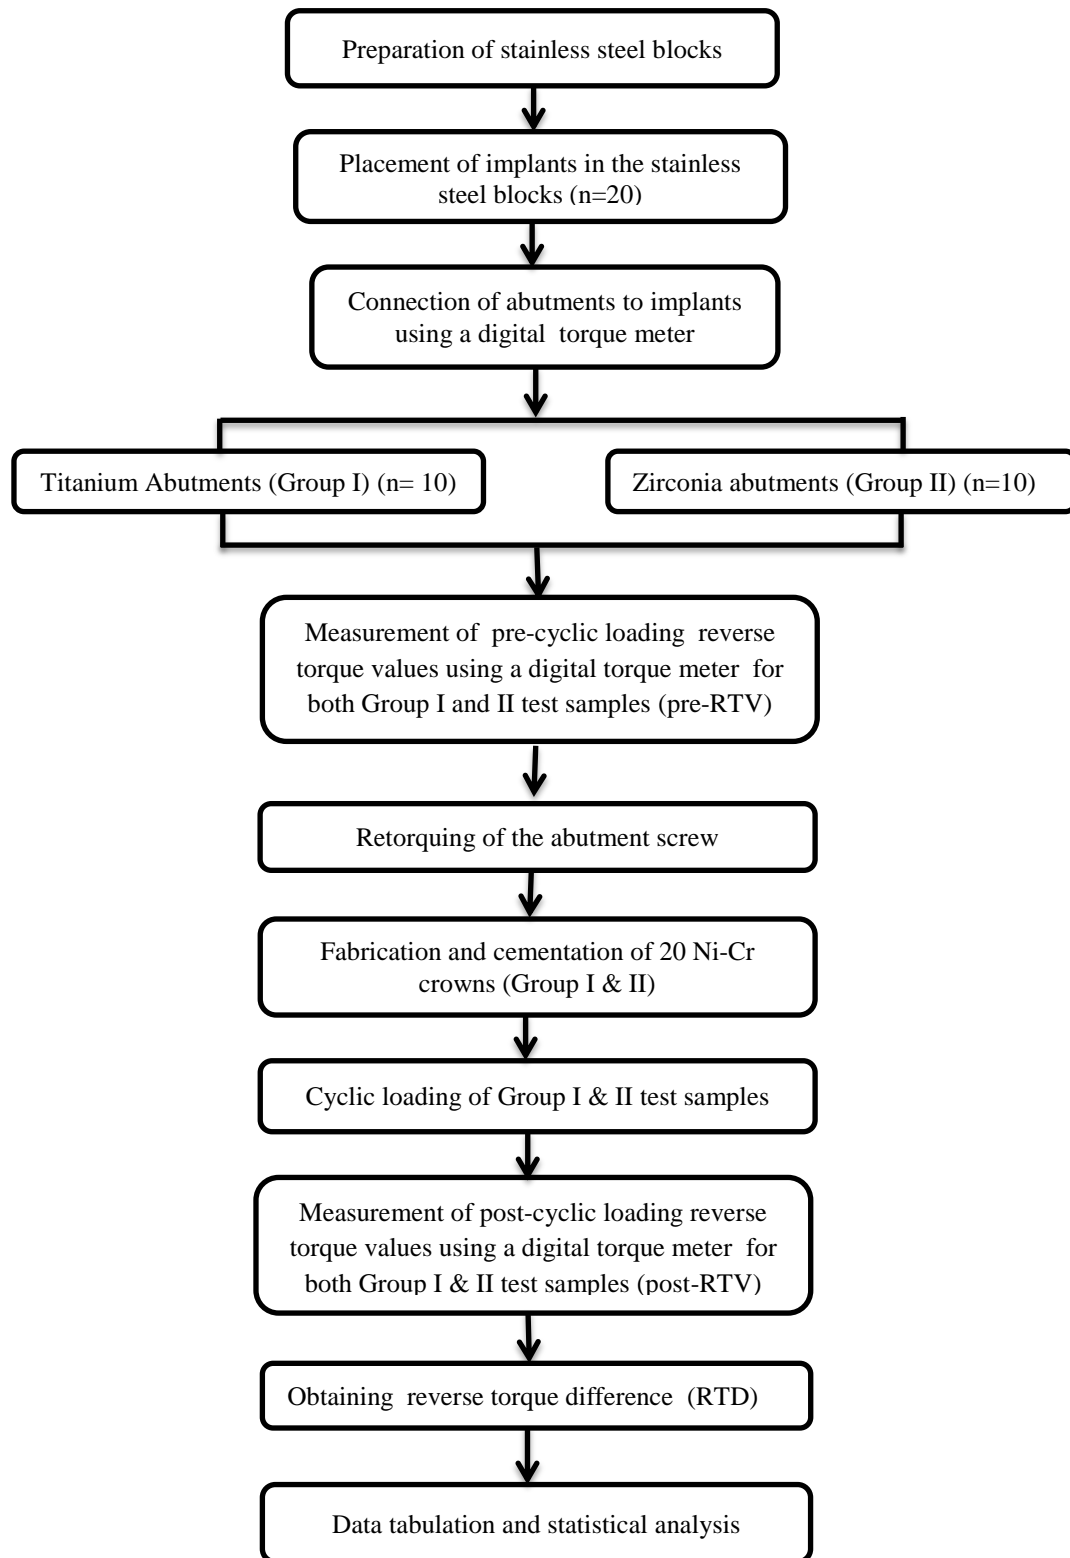 Preparation of stainless steel blocks
Placement of implants in the stainless
steel blocks (n=20)
Connection of abutments to implants
using a digital torque meter
Titanium Abutments (Group I) (n= 10)
Zirconia abutments (Group II) (n=10)
Measurement of pre-cyclic loading reverse
torque values using a digital torque meter for
both Group I and II test samples (pre-RTV)
Retorquing of the abutment screw
Fabrication and cementation of 20 Ni-Cr
crowns (Group I & II)
Cyclic loading of Group I & II test samples
Measurement of post-cyclic loading reverse
torque values using a digital torque meter for
both Group I & II test samples (post-RTV)
Obtaining reverse torque difference (RTD)
Data tabulation and statistical analysis